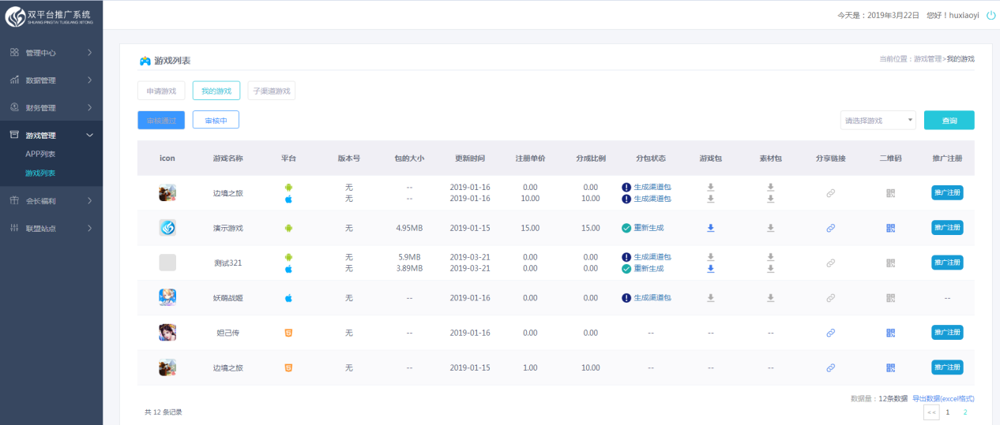 双平台推广系统
SHUANG PINGTAI TUIGUANG XITONG
今天是：2019年3月22日 您好！huxiaoyi
管理中心
数据管理
财务管理
游戏管理
APP列表
游戏列表
会长福利
联盟站点
游戏列表
当前位置：游戏管理>我的游戏
申请游戏 我的游戏 子渠道游戏
审核通过 审核中 请选择游戏 查询
icon 游戏名称 平台 版本号 包的大小 更新时间 注册单价 分成比例 分包状态 游戏包 素材包 分享链接 二维码 推广注册
边境之旅 无 -- 2019-01-16 0.00 0.00 生成渠道包 推广注册
无 -- 2019-01-16 10.00 10.00 生成渠道包
演示游戏 无 4.95MB 2019-01-15 15.00 15.00 重新生成 推广注册
测试321 无 5.9MB 2019-03-21 0.00 0.00 生成渠道包 推广注册
无 3.89MB 2019-03-21 0.00 0.00 重新生成
妖萌战姬 无 -- 2019-01-16 0.00 0.00 生成渠道包 --
妲己传 无 -- 2019-01-16 0.00 0.00 -- -- -- 推广注册
边境之旅 无 -- 2019-01-15 1.00 10.00 -- -- -- 推广注册
数据量：12条数据 导出数据(excel格式)
共 12 条记录
<< 1 2